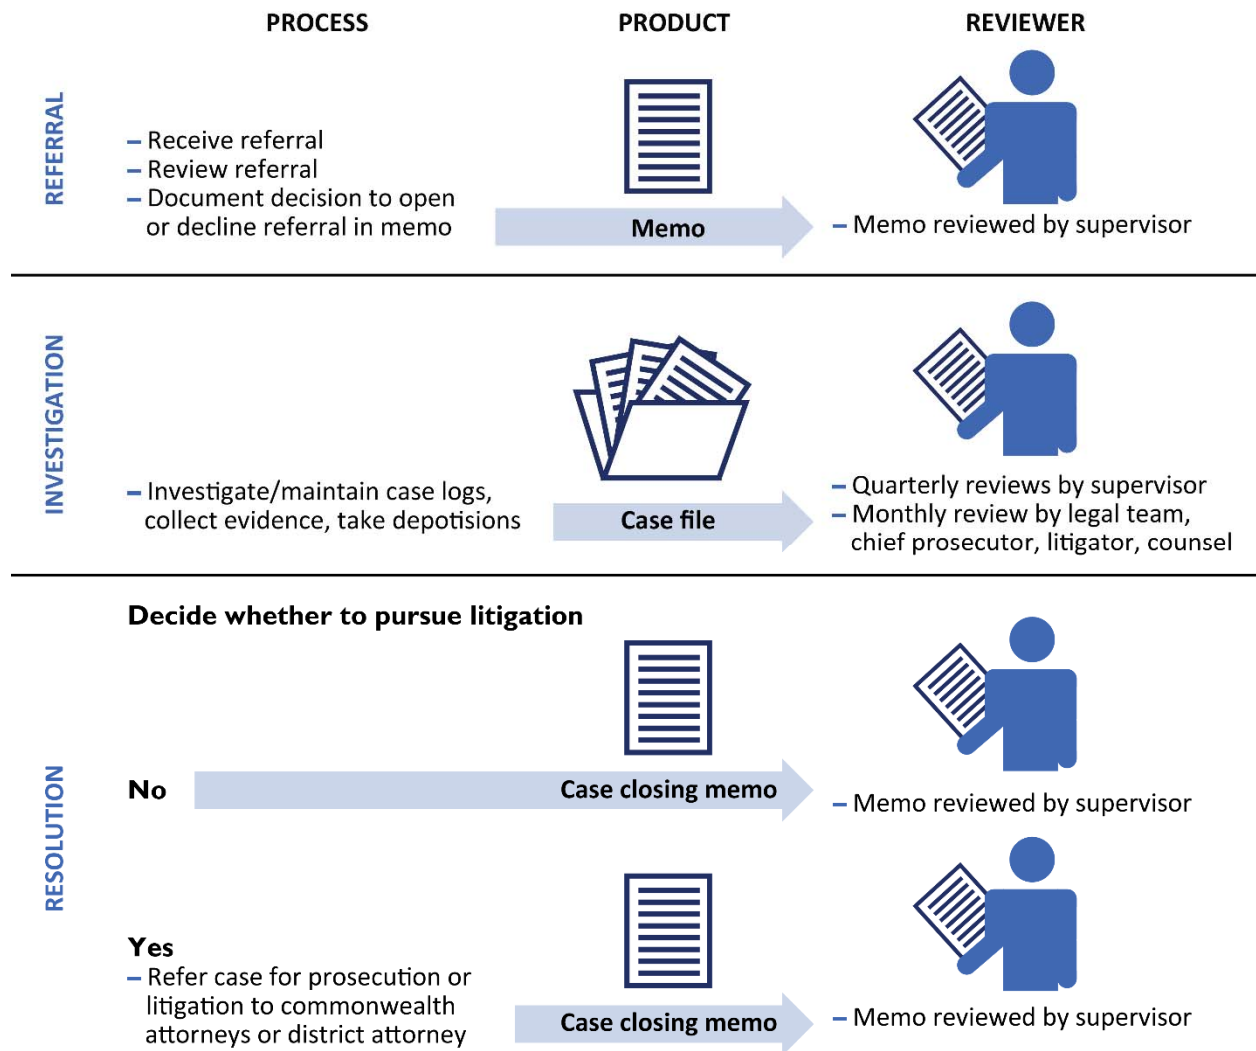 PROCESS
PRODUCT
REVIEWER
REFERRAL
– Receive referral
– Review referral
– Document decision to open
or decline referral in memo
Memo
– Memo reviewed by supervisor
INVESTIGATION
– Investigate/maintain case logs,
collect evidence, take depotisions
Case file
– Quarterly reviews by supervisor
– Monthly review by legal team,
chief prosecutor, litigator, counsel
RESOLUTION
Decide whether to pursue litigation
No
Case closing memo
– Memo reviewed by supervisor
Yes
– Refer case for prosecution or
litigation to commonwealth
attorneys or district attorney
Case closing memo
– Memo reviewed by supervisor